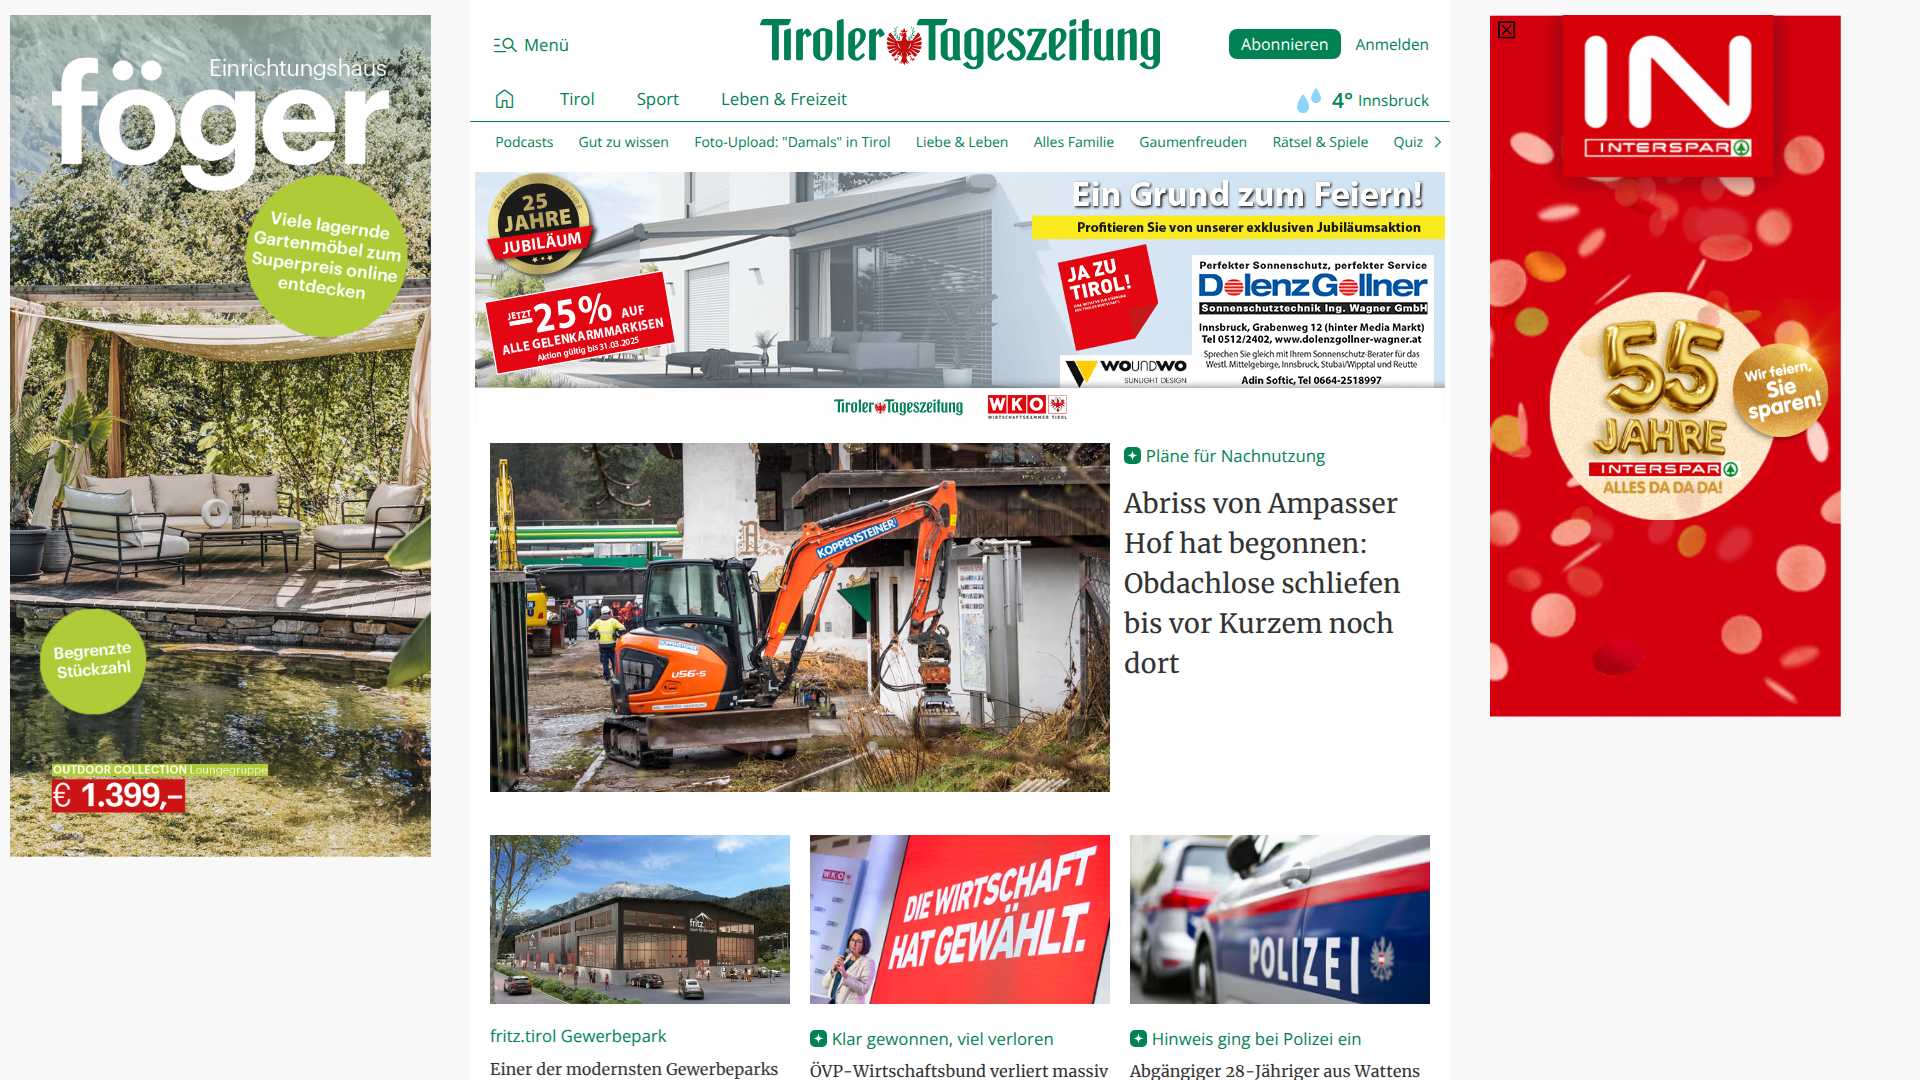 Einrichtungshaus
föger
Viele lagernde
Gartenmöbel zum
Superpreis online
entdecken
Begrenzte
Stückzahl
OUTDOOR COLLECTION Loungegruppe
€ 1.399,–
Menü
Tiroler Tageszeitung
Abonnieren
Anmelden
Tirol
Sport
Leben & Freizeit
4° Innsbruck
Podcasts
Gut zu wissen
Foto-Upload: "Damals" in Tirol
Liebe & Leben
Alles Familie
Gaumenfreuden
Rätsel & Spiele
Quiz
25
JAHRE
JUBILÄUM
JETZT
–25% AUF
ALLE GELENKARMMARKISEN
Aktion gültig bis 31.03.2025
Ein Grund zum Feiern!
Profitieren Sie von unserer exklusiven Jubiläumsaktion
JA ZU
TIROL!
WOUNDWO
SUNLIGHT DESIGN
Perfekter Sonnenschutz, perfekter Service
Dolenz Gollner
Sonnenschutztechnik Ing. Wagner GmbH
Innsbruck, Grabenweg 12 (hinter Media Markt)
Tel 0512/2402, www.dolenzgollner-wagner.at
Sprechen Sie gleich mit Ihrem Sonnenschutz-Berater für das
Westl. Mittelgebirge, Innsbruck, Stubai/Wipptal und Reutte
Adin Softic, Tel 0664-2518997
Tiroler Tageszeitung
WKO
WIRTSCHAFTSKAMMER TIROL
KOPPENSTEINER
U56-5
Pläne für Nachnutzung
Abriss von Ampasser
Hof hat begonnen:
Obdachlose schliefen
bis vor Kurzem noch
dort
fritz
fritz.tirol Gewerbepark
Einer der modernsten Gewerbeparks
WKO
DIE WIRTSCHAFT
HAT GEWÄHLT.
Klar gewonnen, viel verloren
ÖVP-Wirtschaftsbund verliert massiv
POLIZEI
Hinweis ging bei Polizei ein
Abgängiger 28-Jähriger aus Wattens
IN
INTERSPAR
55
JAHRE
INTERSPAR
ALLES DA DA DA!
Wir feiern,
Sie
sparen!